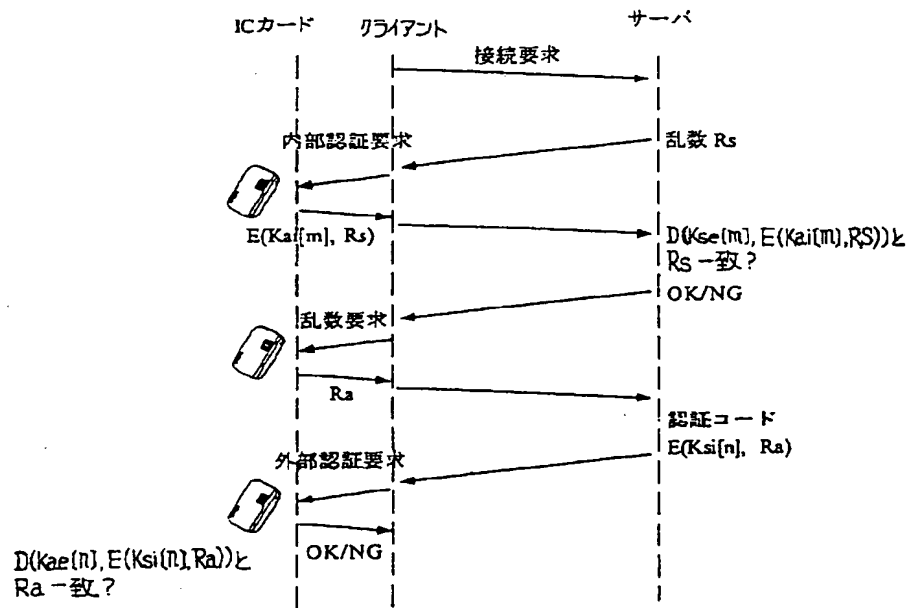 ICカード
クライアント
サーバ
接続要求
内部認証要求
乱数 Rs
E(Kai[m], Rs)
D(Kse[m], E(Kai[m],RS))と
RS 一致?
OK/NG
乱数要求
Ra
認証コード
E(Ksi[n], Ra)
外部認証要求
OK/NG
D(Kae[n], E(Ksi[n],Ra))と
Ra 一致?